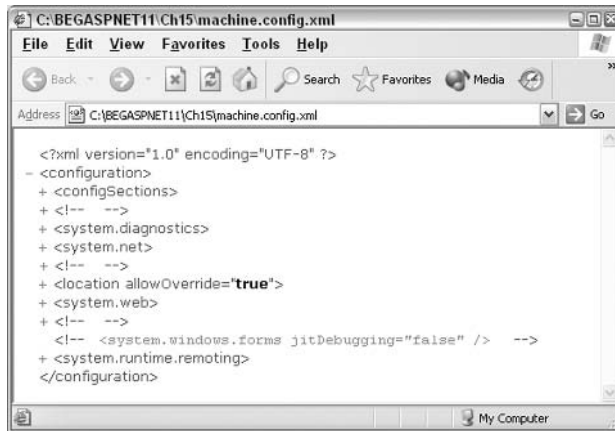 C:\BEGASPNET11\Ch15\machine.config.xml
File Edit View Favorites Tools Help
Back Search Favorites Media
Address C:\BEGASPNET11\Ch15\machine.config.xml Go
<?xml version="1.0" encoding="UTF-8" ?>
- <configuration>
+ <configSections>
+ <!-- -->
+ <system.diagnostics>
+ <system.net>
+ <!-- -->
+ <location allowOverride="true">
+ <system.web>
+ <!-- -->
<!-- <system.windows.forms jitDebugging="false" /> -->
+ <system.runtime.remoting>
</configuration>
My Computer